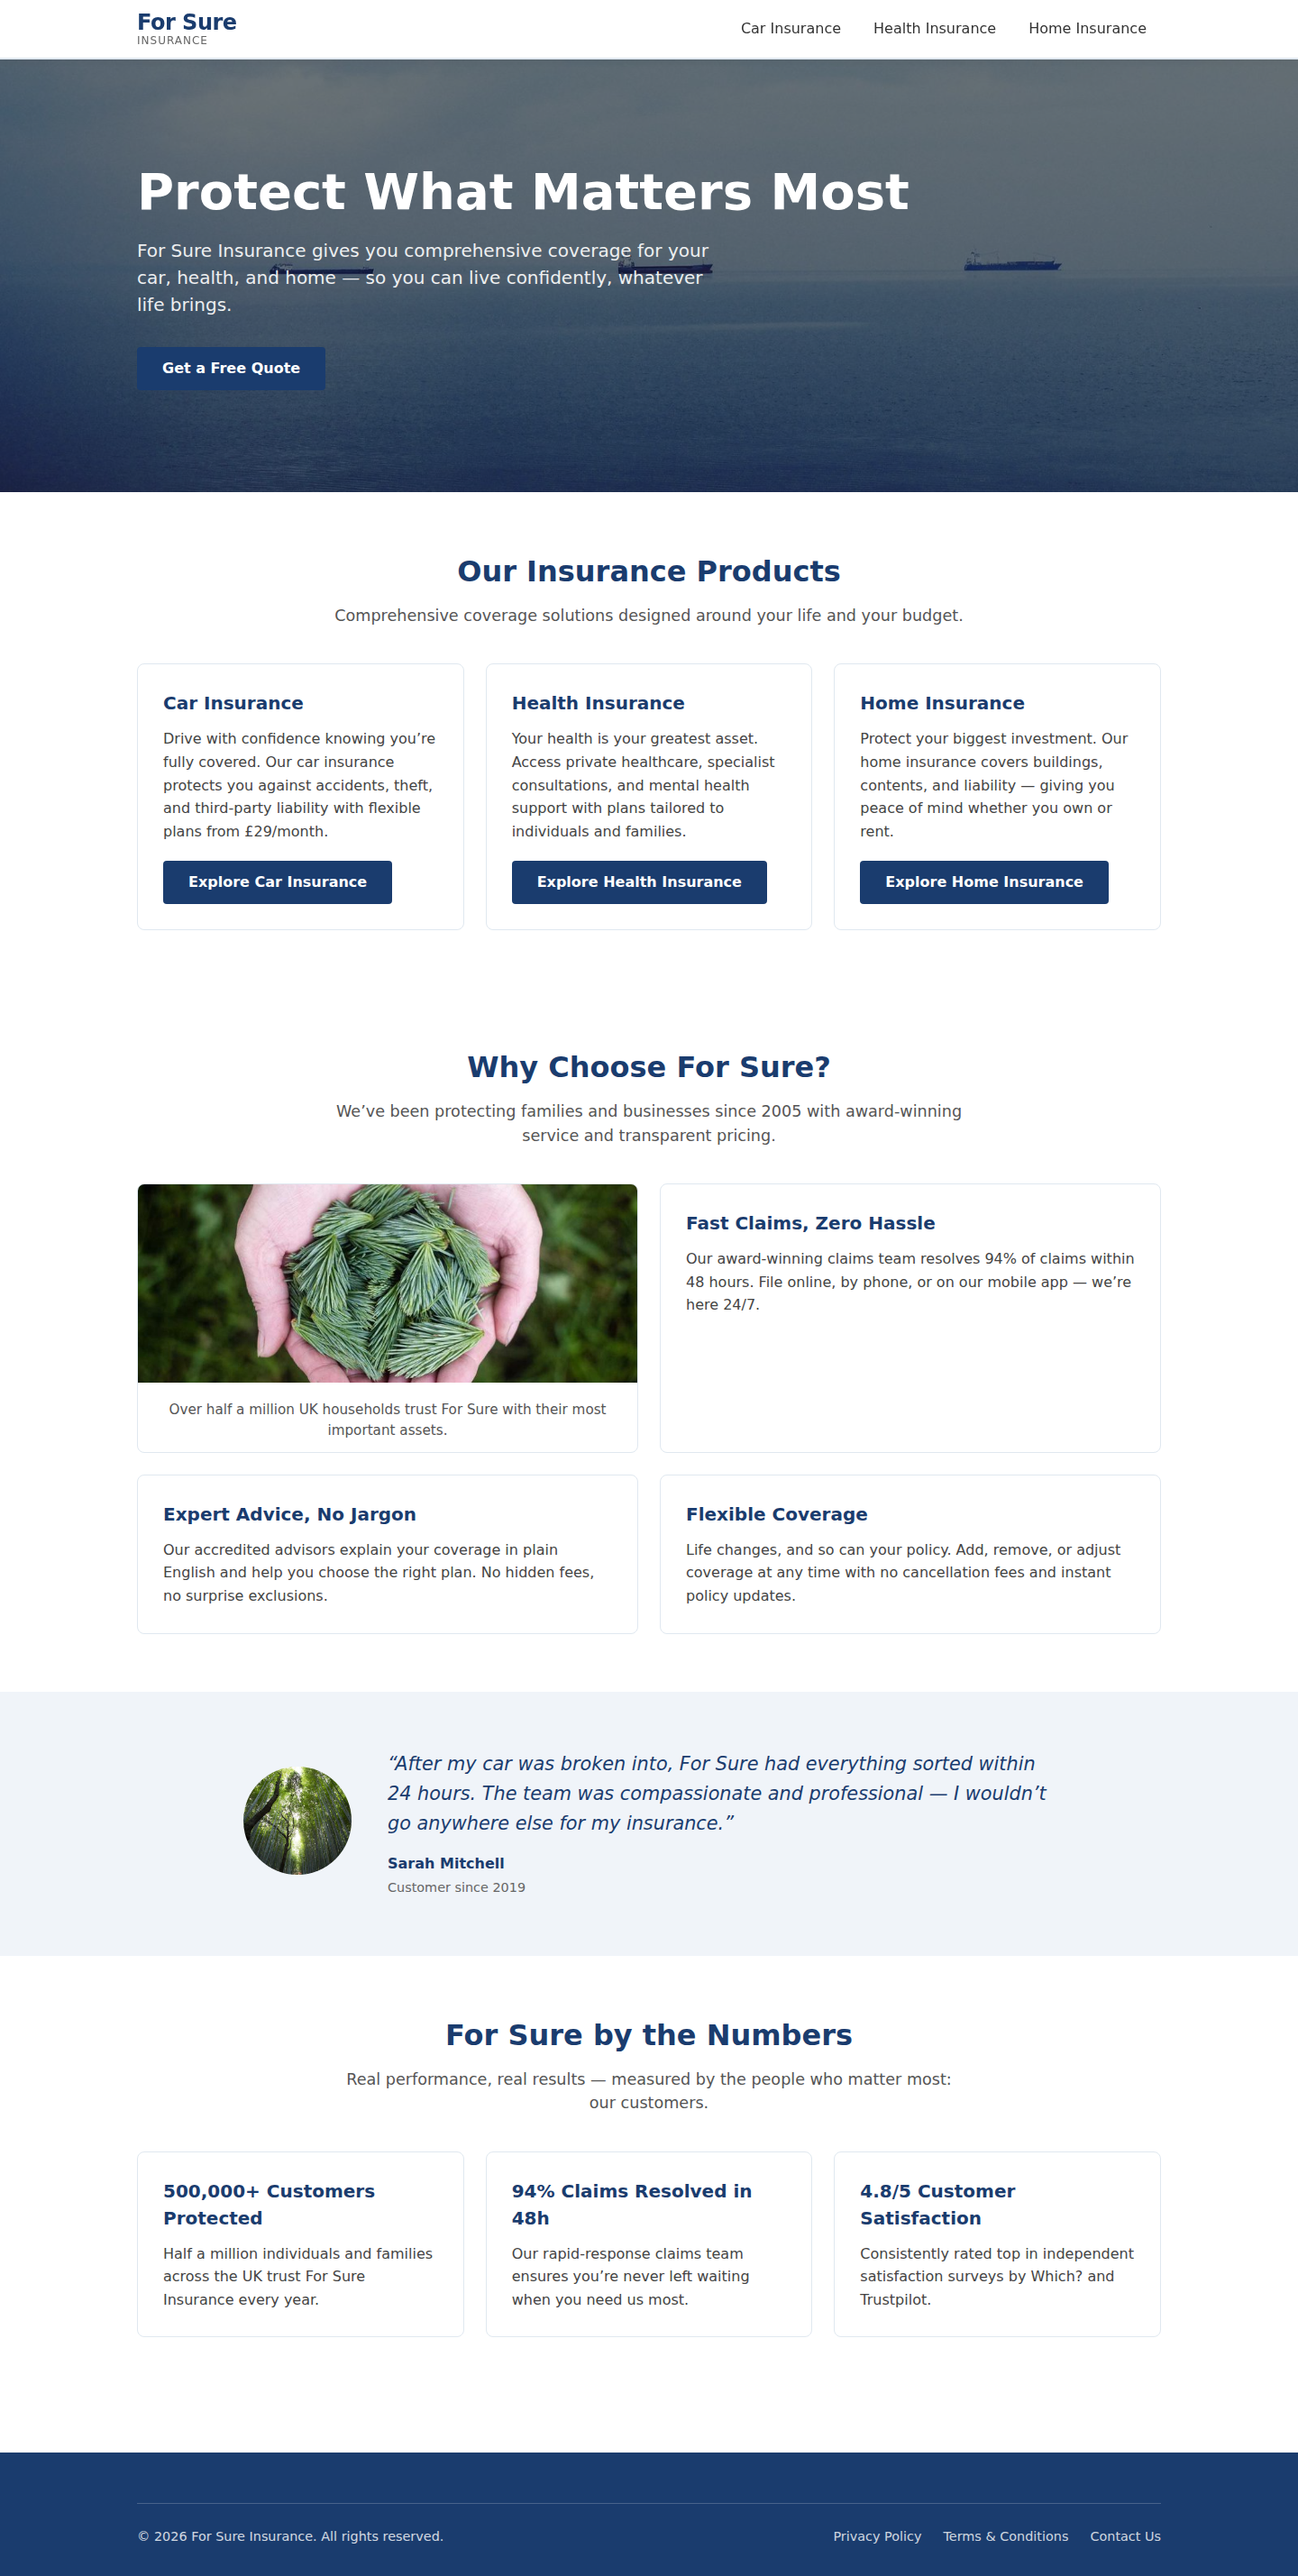 For Sure
INSURANCE
Car Insurance
Health Insurance
Home Insurance
Protect What Matters Most
For Sure Insurance gives you comprehensive coverage for your
car, health, and home — so you can live confidently, whatever
life brings.
Get a Free Quote
Our Insurance Products
Comprehensive coverage solutions designed around your life and your budget.
Car Insurance
Drive with confidence knowing you’re
fully covered. Our car insurance
protects you against accidents, theft,
and third-party liability with flexible
plans from £29/month.
Explore Car Insurance
Health Insurance
Your health is your greatest asset.
Access private healthcare, specialist
consultations, and mental health
support with plans tailored to
individuals and families.
Explore Health Insurance
Home Insurance
Protect your biggest investment. Our
home insurance covers buildings,
contents, and liability — giving you
peace of mind whether you own or
rent.
Explore Home Insurance
Why Choose For Sure?
We’ve been protecting families and businesses since 2005 with award-winning
service and transparent pricing.
Over half a million UK households trust For Sure with their most
important assets.
Fast Claims, Zero Hassle
Our award-winning claims team resolves 94% of claims within
48 hours. File online, by phone, or on our mobile app — we’re
here 24/7.
Expert Advice, No Jargon
Our accredited advisors explain your coverage in plain
English and help you choose the right plan. No hidden fees,
no surprise exclusions.
Flexible Coverage
Life changes, and so can your policy. Add, remove, or adjust
coverage at any time with no cancellation fees and instant
policy updates.
“After my car was broken into, For Sure had everything sorted within
24 hours. The team was compassionate and professional — I wouldn’t
go anywhere else for my insurance.”
Sarah Mitchell
Customer since 2019
For Sure by the Numbers
Real performance, real results — measured by the people who matter most:
our customers.
500,000+ Customers
Protected
Half a million individuals and families
across the UK trust For Sure
Insurance every year.
94% Claims Resolved in
48h
Our rapid-response claims team
ensures you’re never left waiting
when you need us most.
4.8/5 Customer
Satisfaction
Consistently rated top in independent
satisfaction surveys by Which? and
Trustpilot.
© 2026 For Sure Insurance. All rights reserved.
Privacy Policy
Terms & Conditions
Contact Us